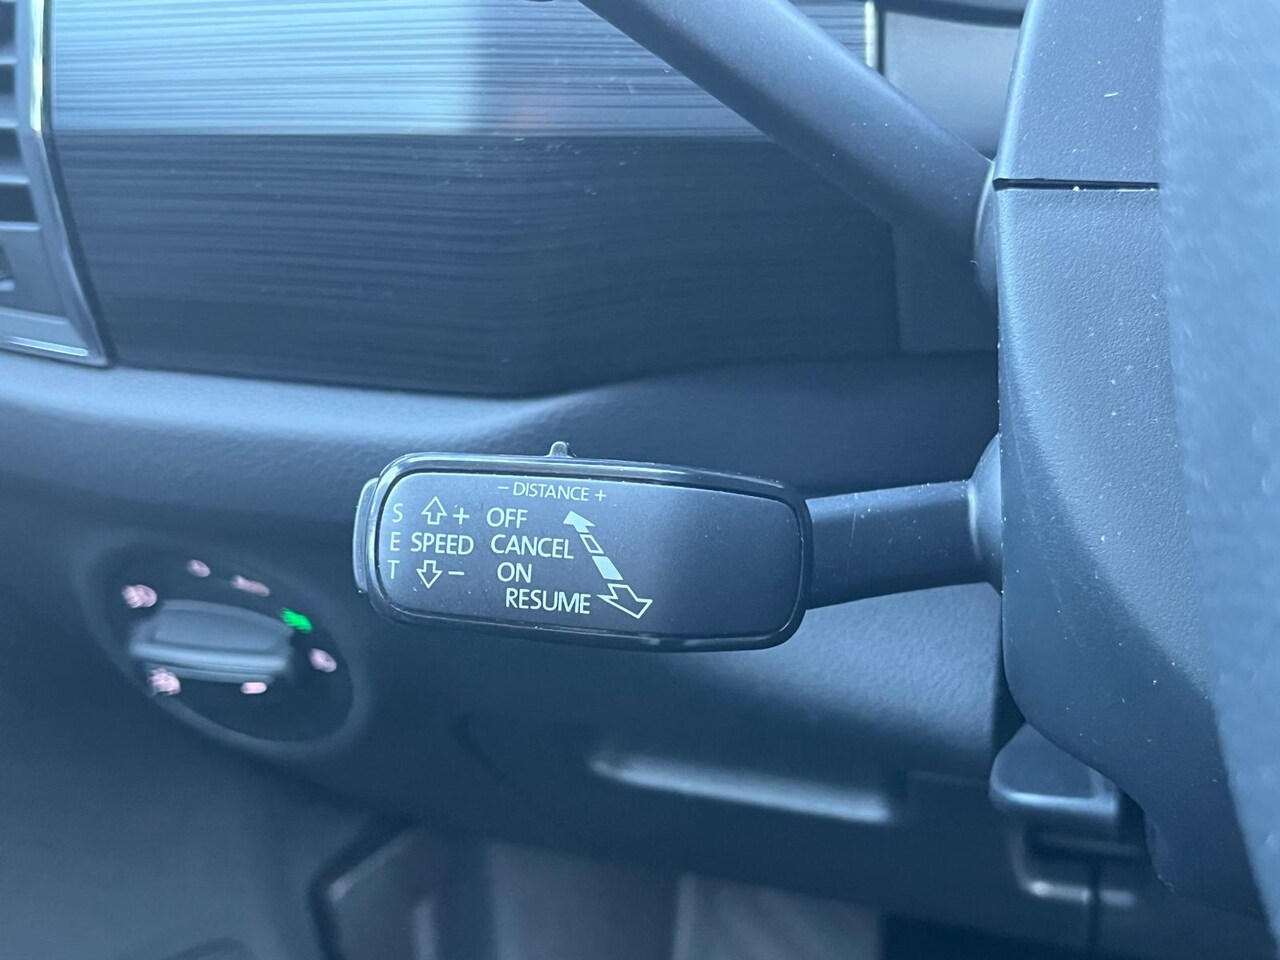 − DISTANCE +
S + OFF
E SPEED CANCEL
T − ON
RESUME